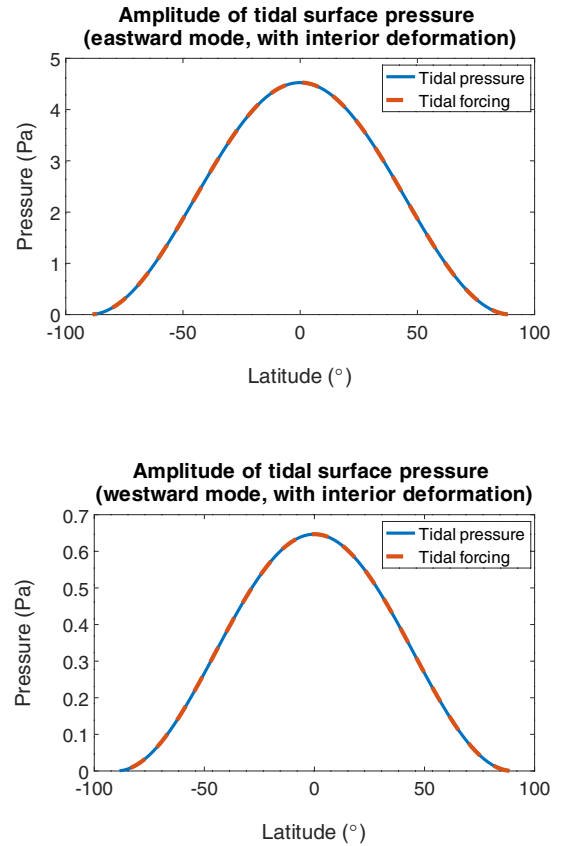 Amplitude of tidal surface pressure
(eastward mode, with interior deformation)
5
4
3
2
1
0
Pressure (Pa)
Tidal pressure
Tidal forcing
-100
-50
0
50
100
Latitude (°)
Amplitude of tidal surface pressure
(westward mode, with interior deformation)
0.7
0.6
0.5
0.4
0.3
0.2
0.1
0
Pressure (Pa)
Tidal pressure
Tidal forcing
-100
-50
0
50
100
Latitude (°)